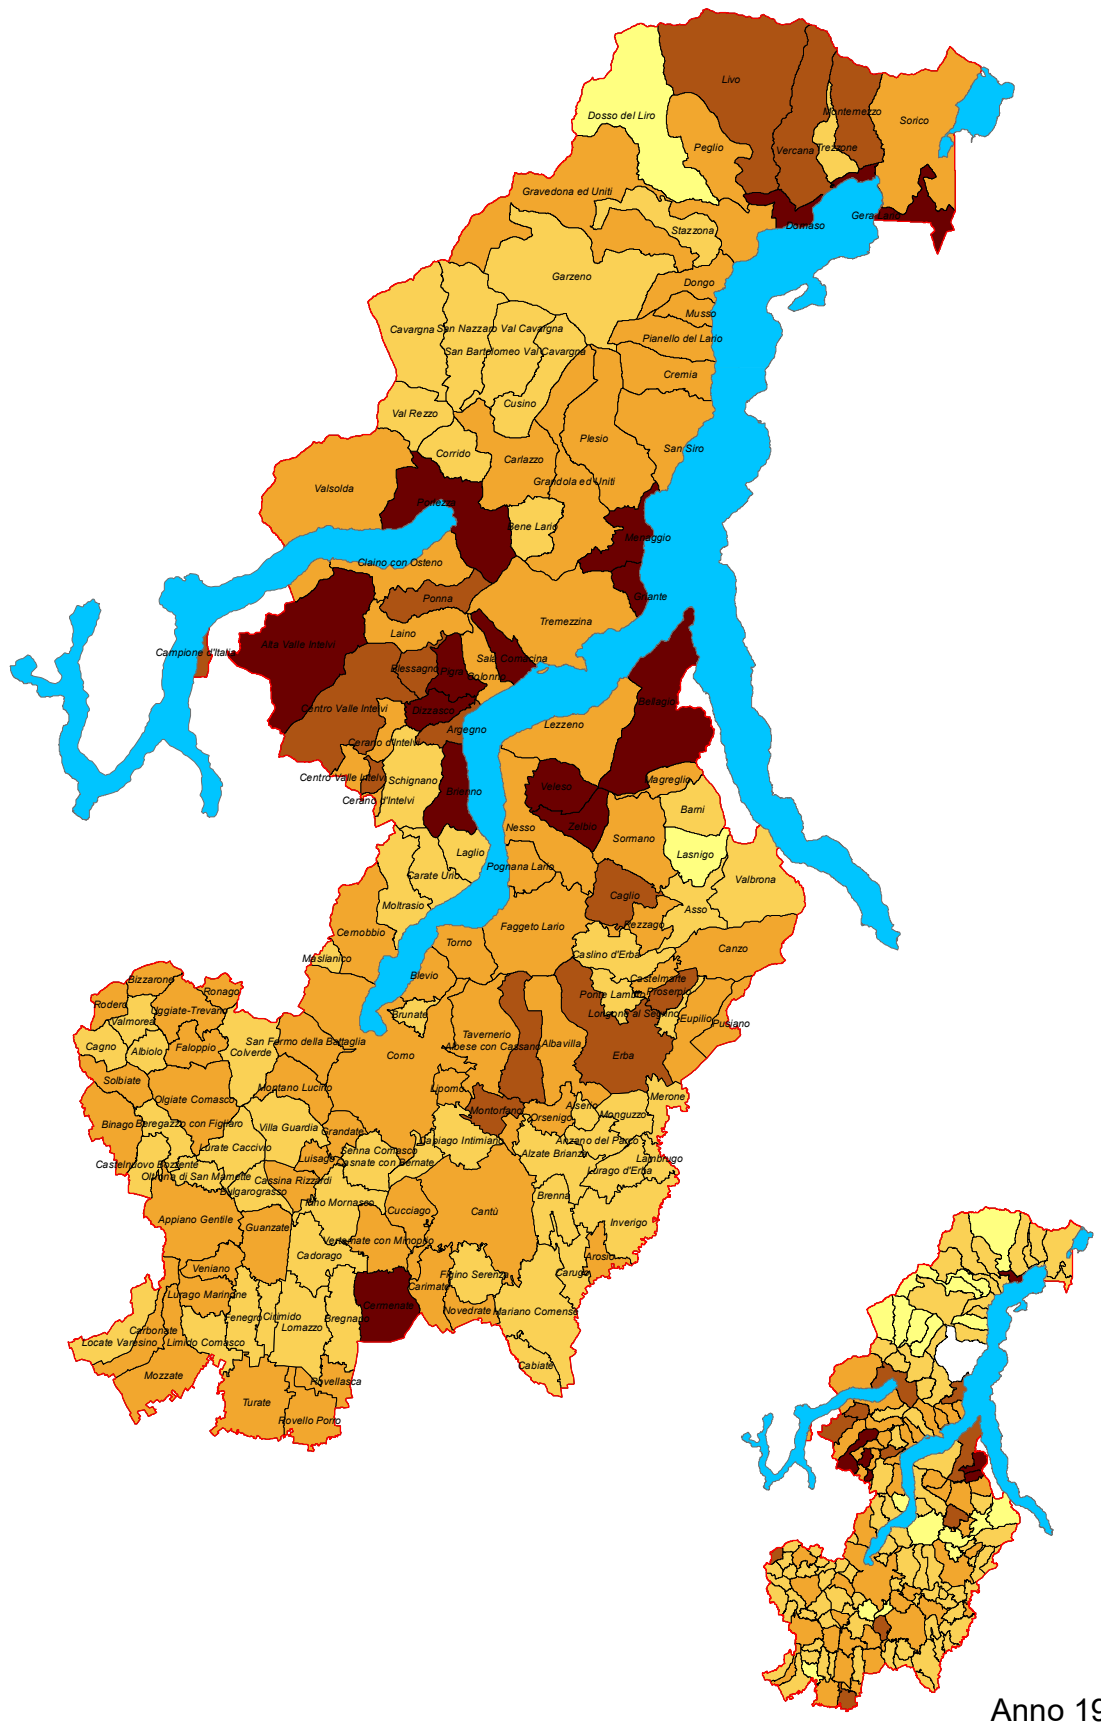 Livo
Dosso del Liro
Montemezzo
Sorico
Peglio
Vercana
Trezzone
Gravedona ed Uniti
Gera Lario
Domaso
Stazzona
Garzeno
Dongo
Musso
Cavargna
San Nazzaro Val Cavargna
Pianello del Lario
San Bartolomeo Val Cavargna
Cremia
Cusino
Val Rezzo
Plesio
San Siro
Corrido
Carlazzo
Grandola ed Uniti
Valsolda
Porlezza
Bene Lario
Menaggio
Claino con Osteno
Ponna
Griante
Tremezzina
Laino
Alta Valle Intelvi
Campione d'Italia
Sala Comacina
Blessagno
Pigra
Colonno
Bellagio
Centro Valle Intelvi
Dizzasco
Lezzeno
Argegno
Cerano d'Intelvi
Centro Valle Intelvi
Schignano
Magreglio
Veleso
Brienno
Cerano d'Intelvi
Barni
Nesso
Zelbio
Sormano
Laglio
Lasnigo
Pognana Lario
Carate Urio
Valbrona
Caglio
Moltrasio
Asso
Rezzago
Faggeto Lario
Cernobbio
Torno
Canzo
Caslino d'Erba
Maslianico
Blevio
Castelmarte
Bizzarone
Ronago
Ponte Lambro
Proserpio
Rodero
Uggiate-Trevano
Longone al Segrino
Brunate
Eupilio
Valmorea
Pusiano
Tavernerio
San Fermo della Battaglia
Albese con Cassano
Albavilla
Cagno
Albiolo
Faloppio
Colverde
Como
Erba
Solbiate
Montano Lucino
Lipomo
Olgiate Comasco
Merone
Alserio
Montorfano
Orsenigo
Monguzzo
Binago
Beregazzo con Figliaro
Villa Guardia
Grandate
Capiago Intimiano
Anzano del Parco
Lurate Caccivio
Senna Comasco
Alzate Brianza
Luisago
Casnate con Bernate
Lambrugo
Castelnuovo Bozzente
Lurago d'Erba
Oltrona di San Mamette
Cassina Rizzardi
Bulgarograsso
Brenna
Fino Mornasco
Cucciago
Cantù
Appiano Gentile
Guanzate
Inverigo
Vertemate con Minoprio
Cadorago
Arosio
Veniano
Figino Serenza
Carugo
Carimate
Lurago Marinone
Cermenate
Novedrate
Mariano Comense
Fenegrò
Cirimido
Bregnano
Lomazzo
Carbonate
Locate Varesino
Limido Comasco
Cabiate
Mozzate
Rovellasca
Turate
Rovello Porro
Anno 19